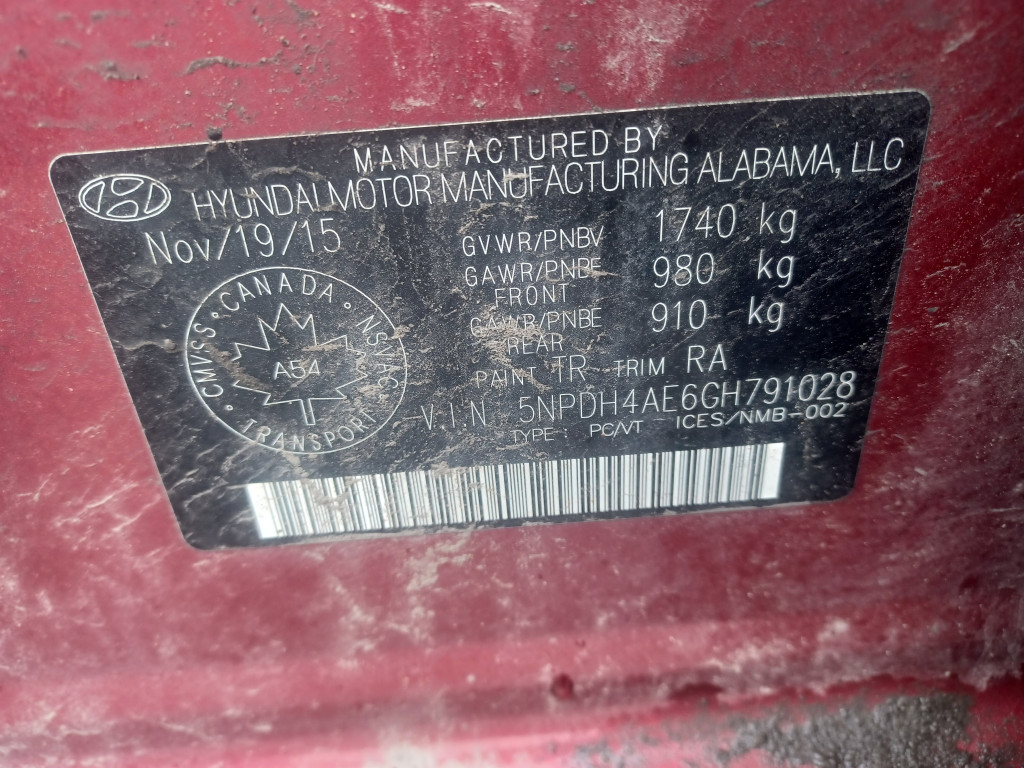 MANUFACTURED BY
HYUNDAI MOTOR MANUFACTURING ALABAMA, LLC
Nov/19/15
GVWR/PNBV 1740 kg
GAWR/PNBE 980 kg
FRONT
GAWR/PNBE 910 kg
REAR
PAINT TR TRIM RA
V.I.N 5NPDH4AE6GH791028
TYPE: PC/VT ICES/NMB-002
CMVSS · CANADA · NSVAC ·
A54
TRANSPORT